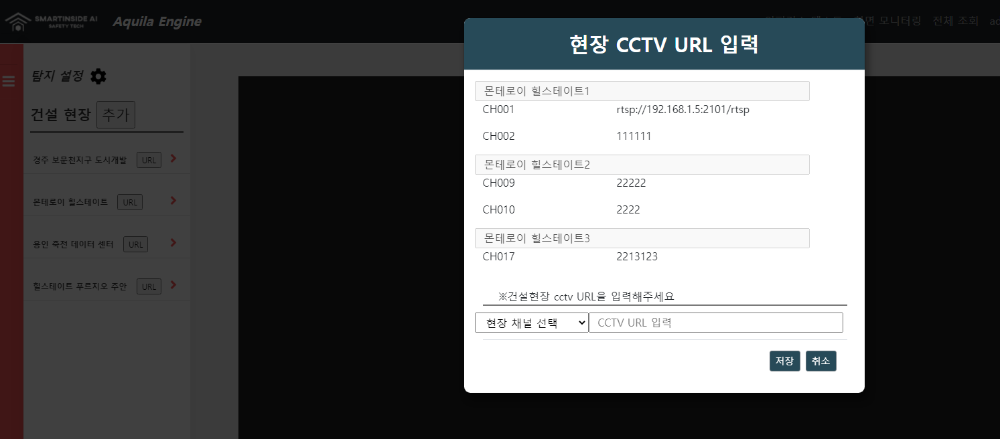 SMARTINSIDE AI
SAFETY TECH
Aquila Engine
모니터링 전체 조회
탐지 설정
건설 현장 추가
경주 보문천지구 도시개발 URL
몬테로이 힐스테이트 URL
용인 죽전 데이터 센터 URL
힐스테이트 푸르지오 주안 URL
현장 CCTV URL 입력
몬테로이 힐스테이트1
CH001 rtsp://192.168.1.5:2101/rtsp
CH002 111111
몬테로이 힐스테이트2
CH009 22222
CH010 2222
몬테로이 힐스테이트3
CH017 2213123
※건설현장 cctv URL을 입력해주세요
현장 채널 선택 CCTV URL 입력
저장 취소